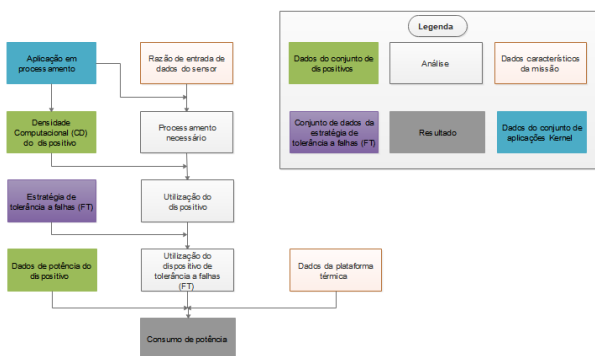 Legenda
Aplicação em
processamento
Razão de entrada de
dados do sensor
Dados do conjunto de
dispositivos
Análise
Dados característicos
da missão
Densidade
Computacional (CD)
do dispositivo
Processamento
necessário
Conjunto de dados da
estratégia de
tolerância a falhas (FT)
Resultado
Dados do conjunto de
aplicações Kernel
Estratégia de
tolerância a falhas (FT)
Utilização do
dispositivo
Dados de potência do
dispositivo
Utilização do
dispositivo de
tolerância a falhas
(FT)
Dados da plataforma
térmica
Consumo de potência